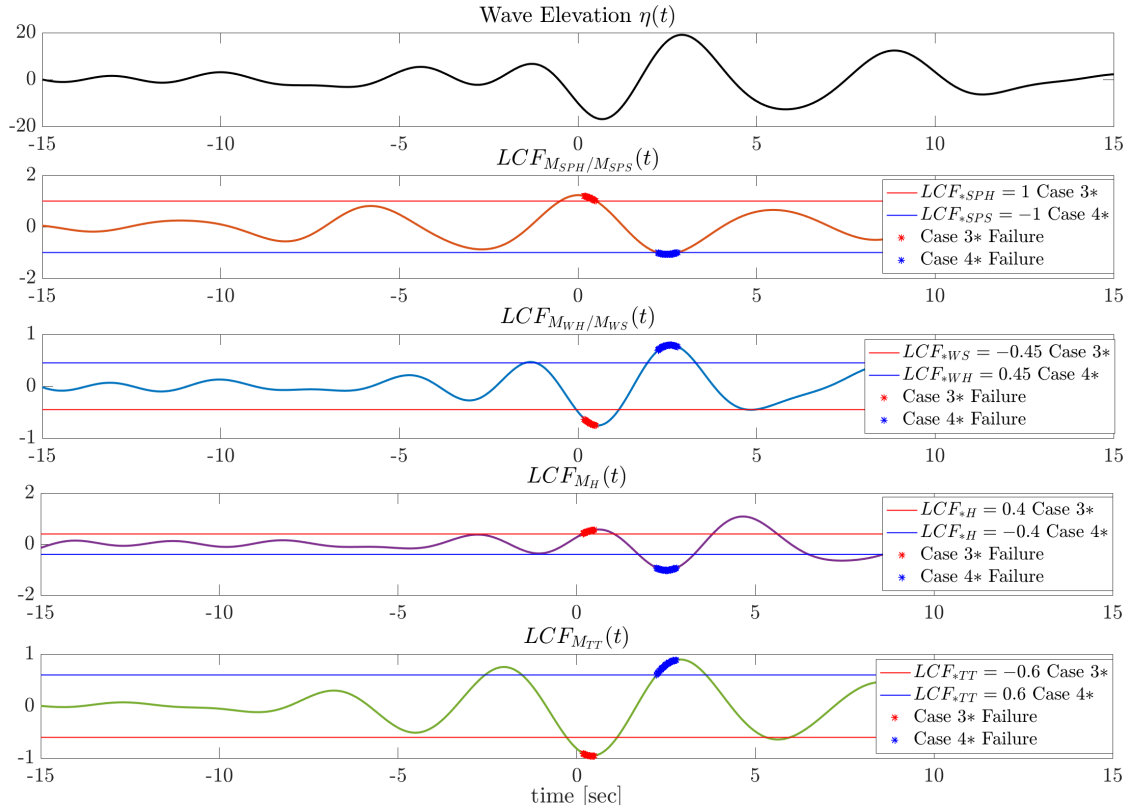 Wave Elevation η(t)
20
0
-20
-15 -10 -5 0 5 10 15
LCF_{M_{SPH}/M_{SPS}}(t)
2
0
-2
LCF_{*SPH} = 1 Case 3*
LCF_{*SPS} = −1 Case 4*
Case 3* Failure
Case 4* Failure
-15 -10 -5 0 5 10 15
LCF_{M_{WH}/M_{WS}}(t)
1
0
-1
LCF_{*WS} = −0.45 Case 3*
LCF_{*WH} = 0.45 Case 4*
Case 3* Failure
Case 4* Failure
-15 -10 -5 0 5 10 15
LCF_{M_H}(t)
2
0
-2
LCF_{*H} = 0.4 Case 3*
LCF_{*H} = −0.4 Case 4*
Case 3* Failure
Case 4* Failure
-15 -10 -5 0 5 10 15
LCF_{M_{TT}}(t)
1
0
-1
LCF_{*TT} = −0.6 Case 3*
LCF_{*TT} = 0.6 Case 4*
Case 3* Failure
Case 4* Failure
-15 -10 -5 0 5 10 15
time [sec]